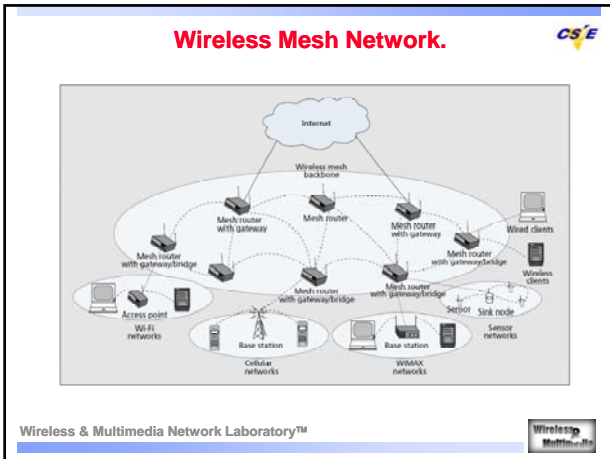 Wireless Mesh Network.
CSIE
Internet
Wireless mesh
backbone
Mesh router
with gateway
Mesh router
Mesh router
with gateway
Wired clients
Mesh router
with gateway/bridge
Mesh router
with gateway/bridge
Wireless
clients
Mesh router
with gateway/bridge
Mesh router
with gateway/bridge
Access point
Wi-Fi
networks
Base station
Cellular
networks
Base station
WiMAX
networks
Sensor
Sink node
Sensor
networks
Wireless & Multimedia Network Laboratory™
Wireless
Multimedia